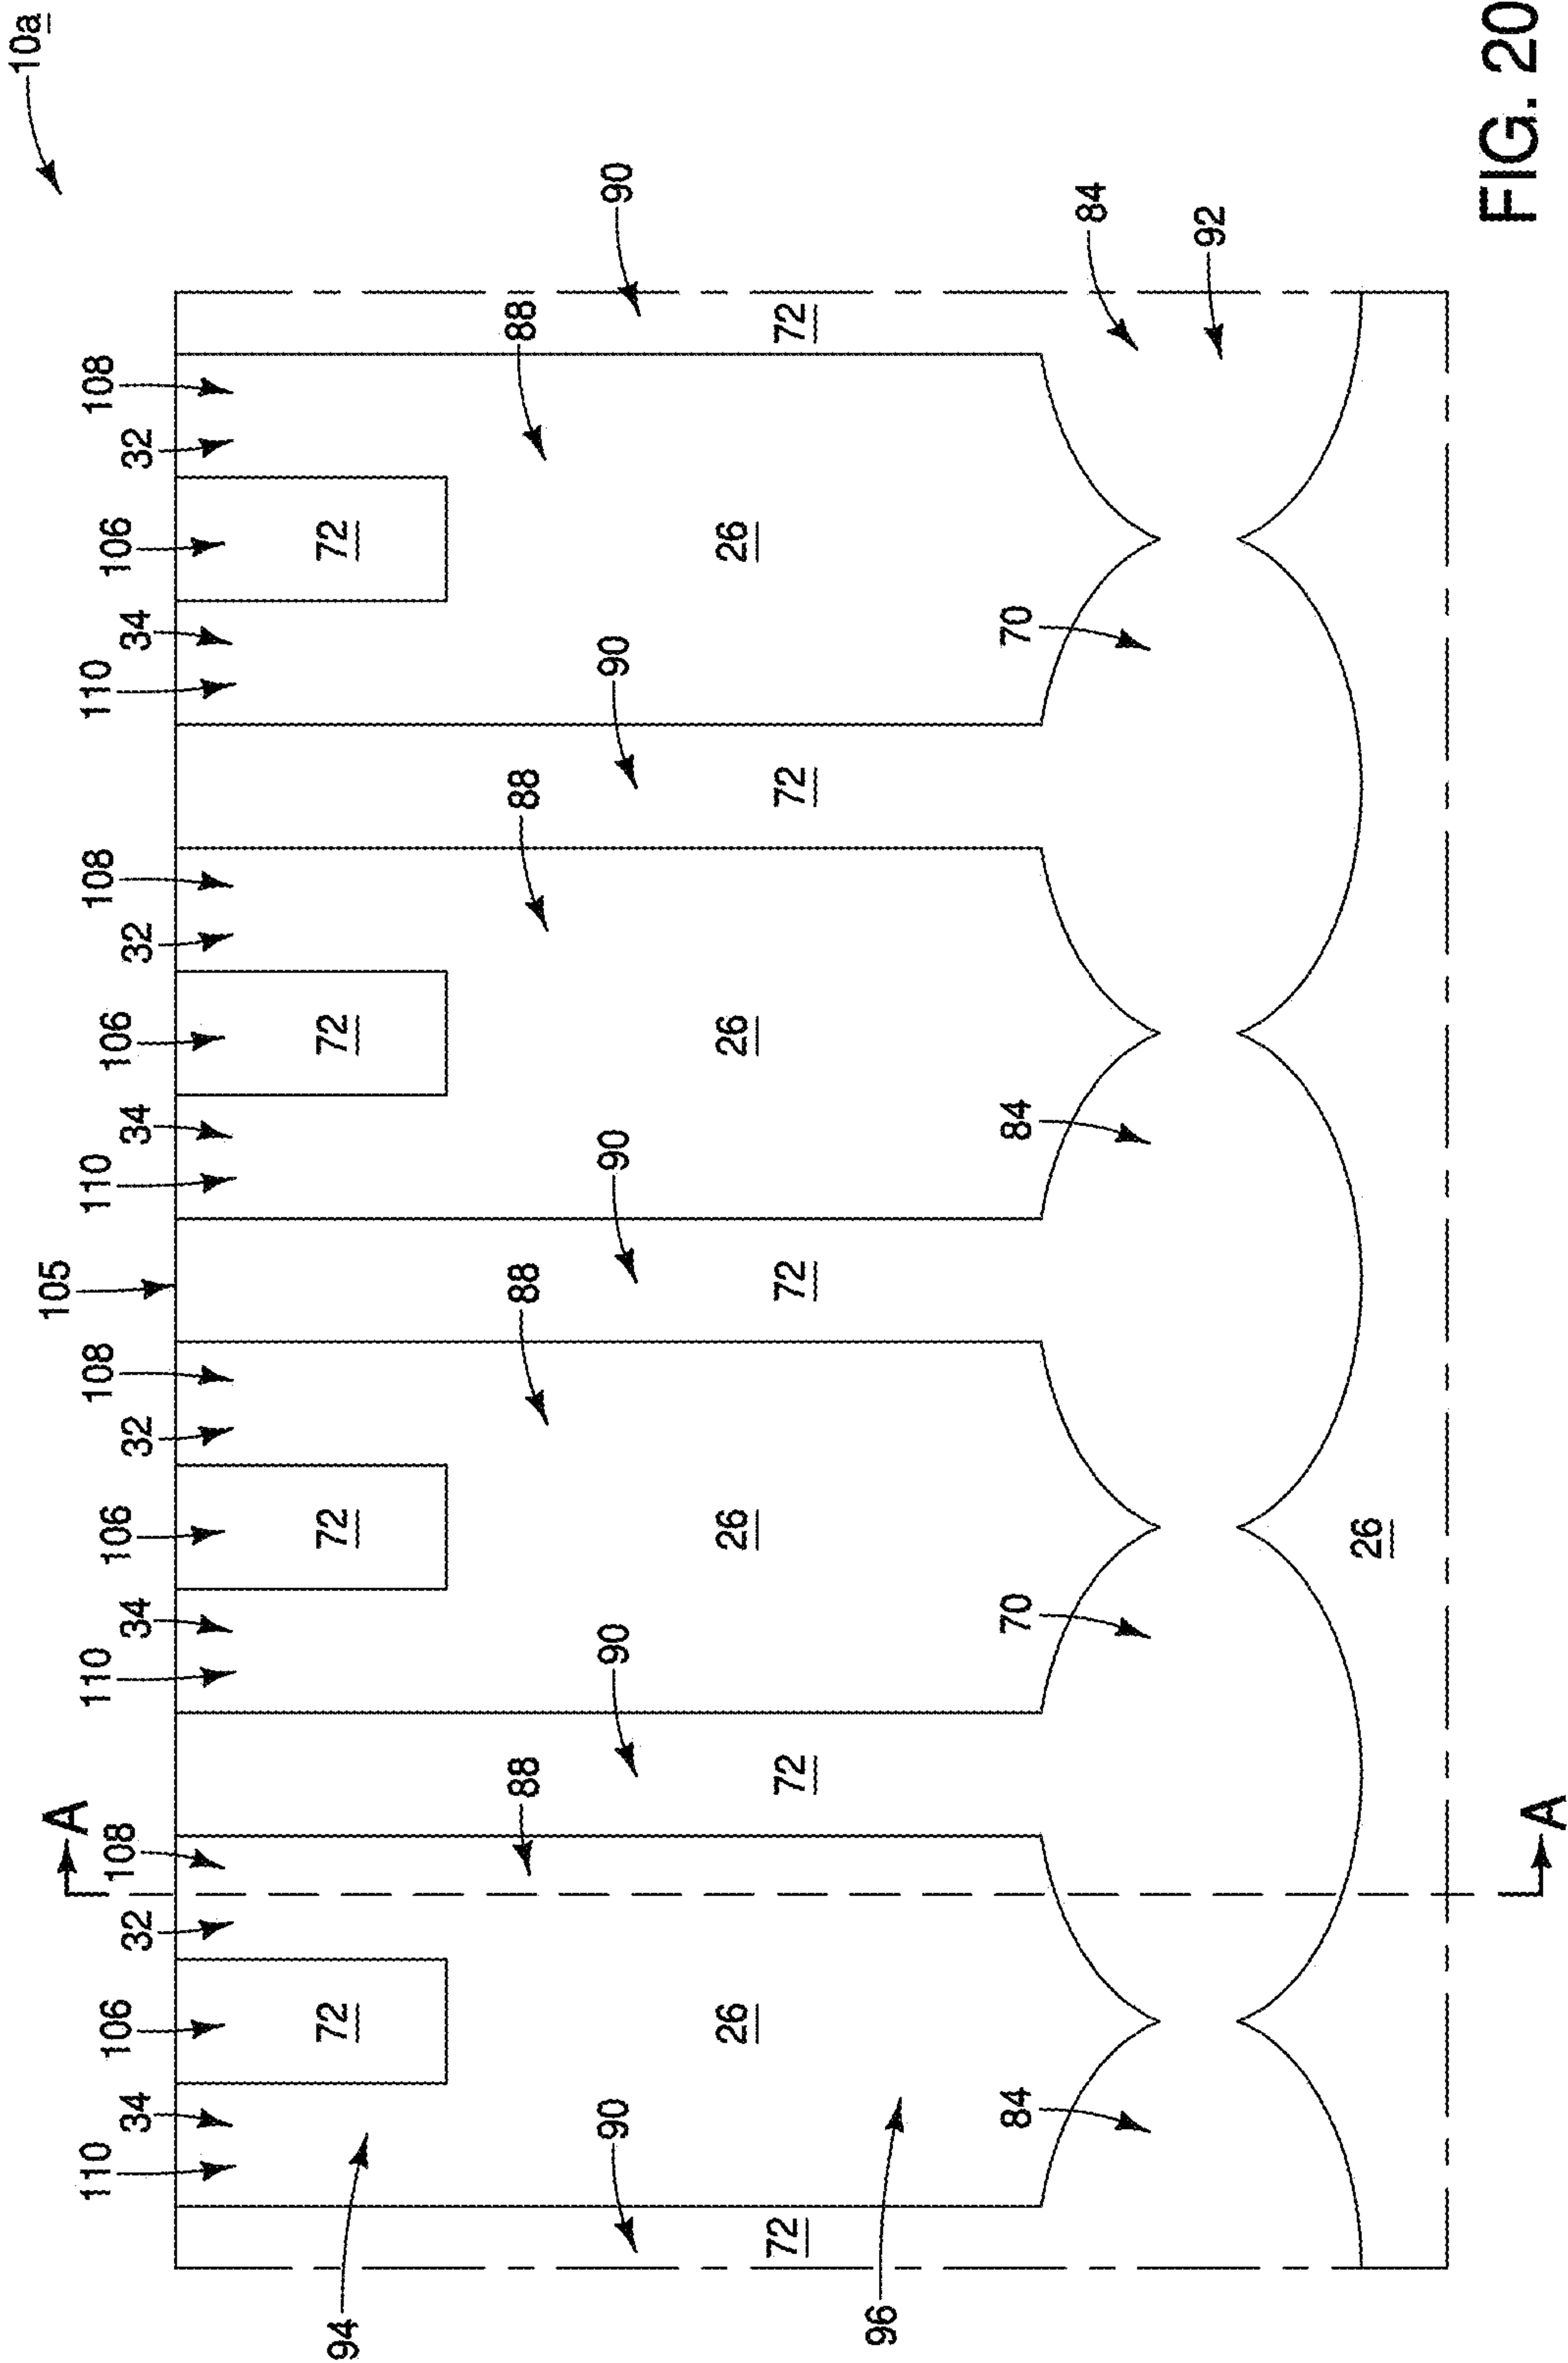 10a
A 105
110 108 110 108 110 108 110 108
34 106 32 34 106 32 34 106 32 34 106 32
94 72 72 72 72
88 88 88 88
90 90 90 90 90
26 26 26 26
72 72 72 72 72
96
84 70 84 70 84
92
26
A
FIG. 20